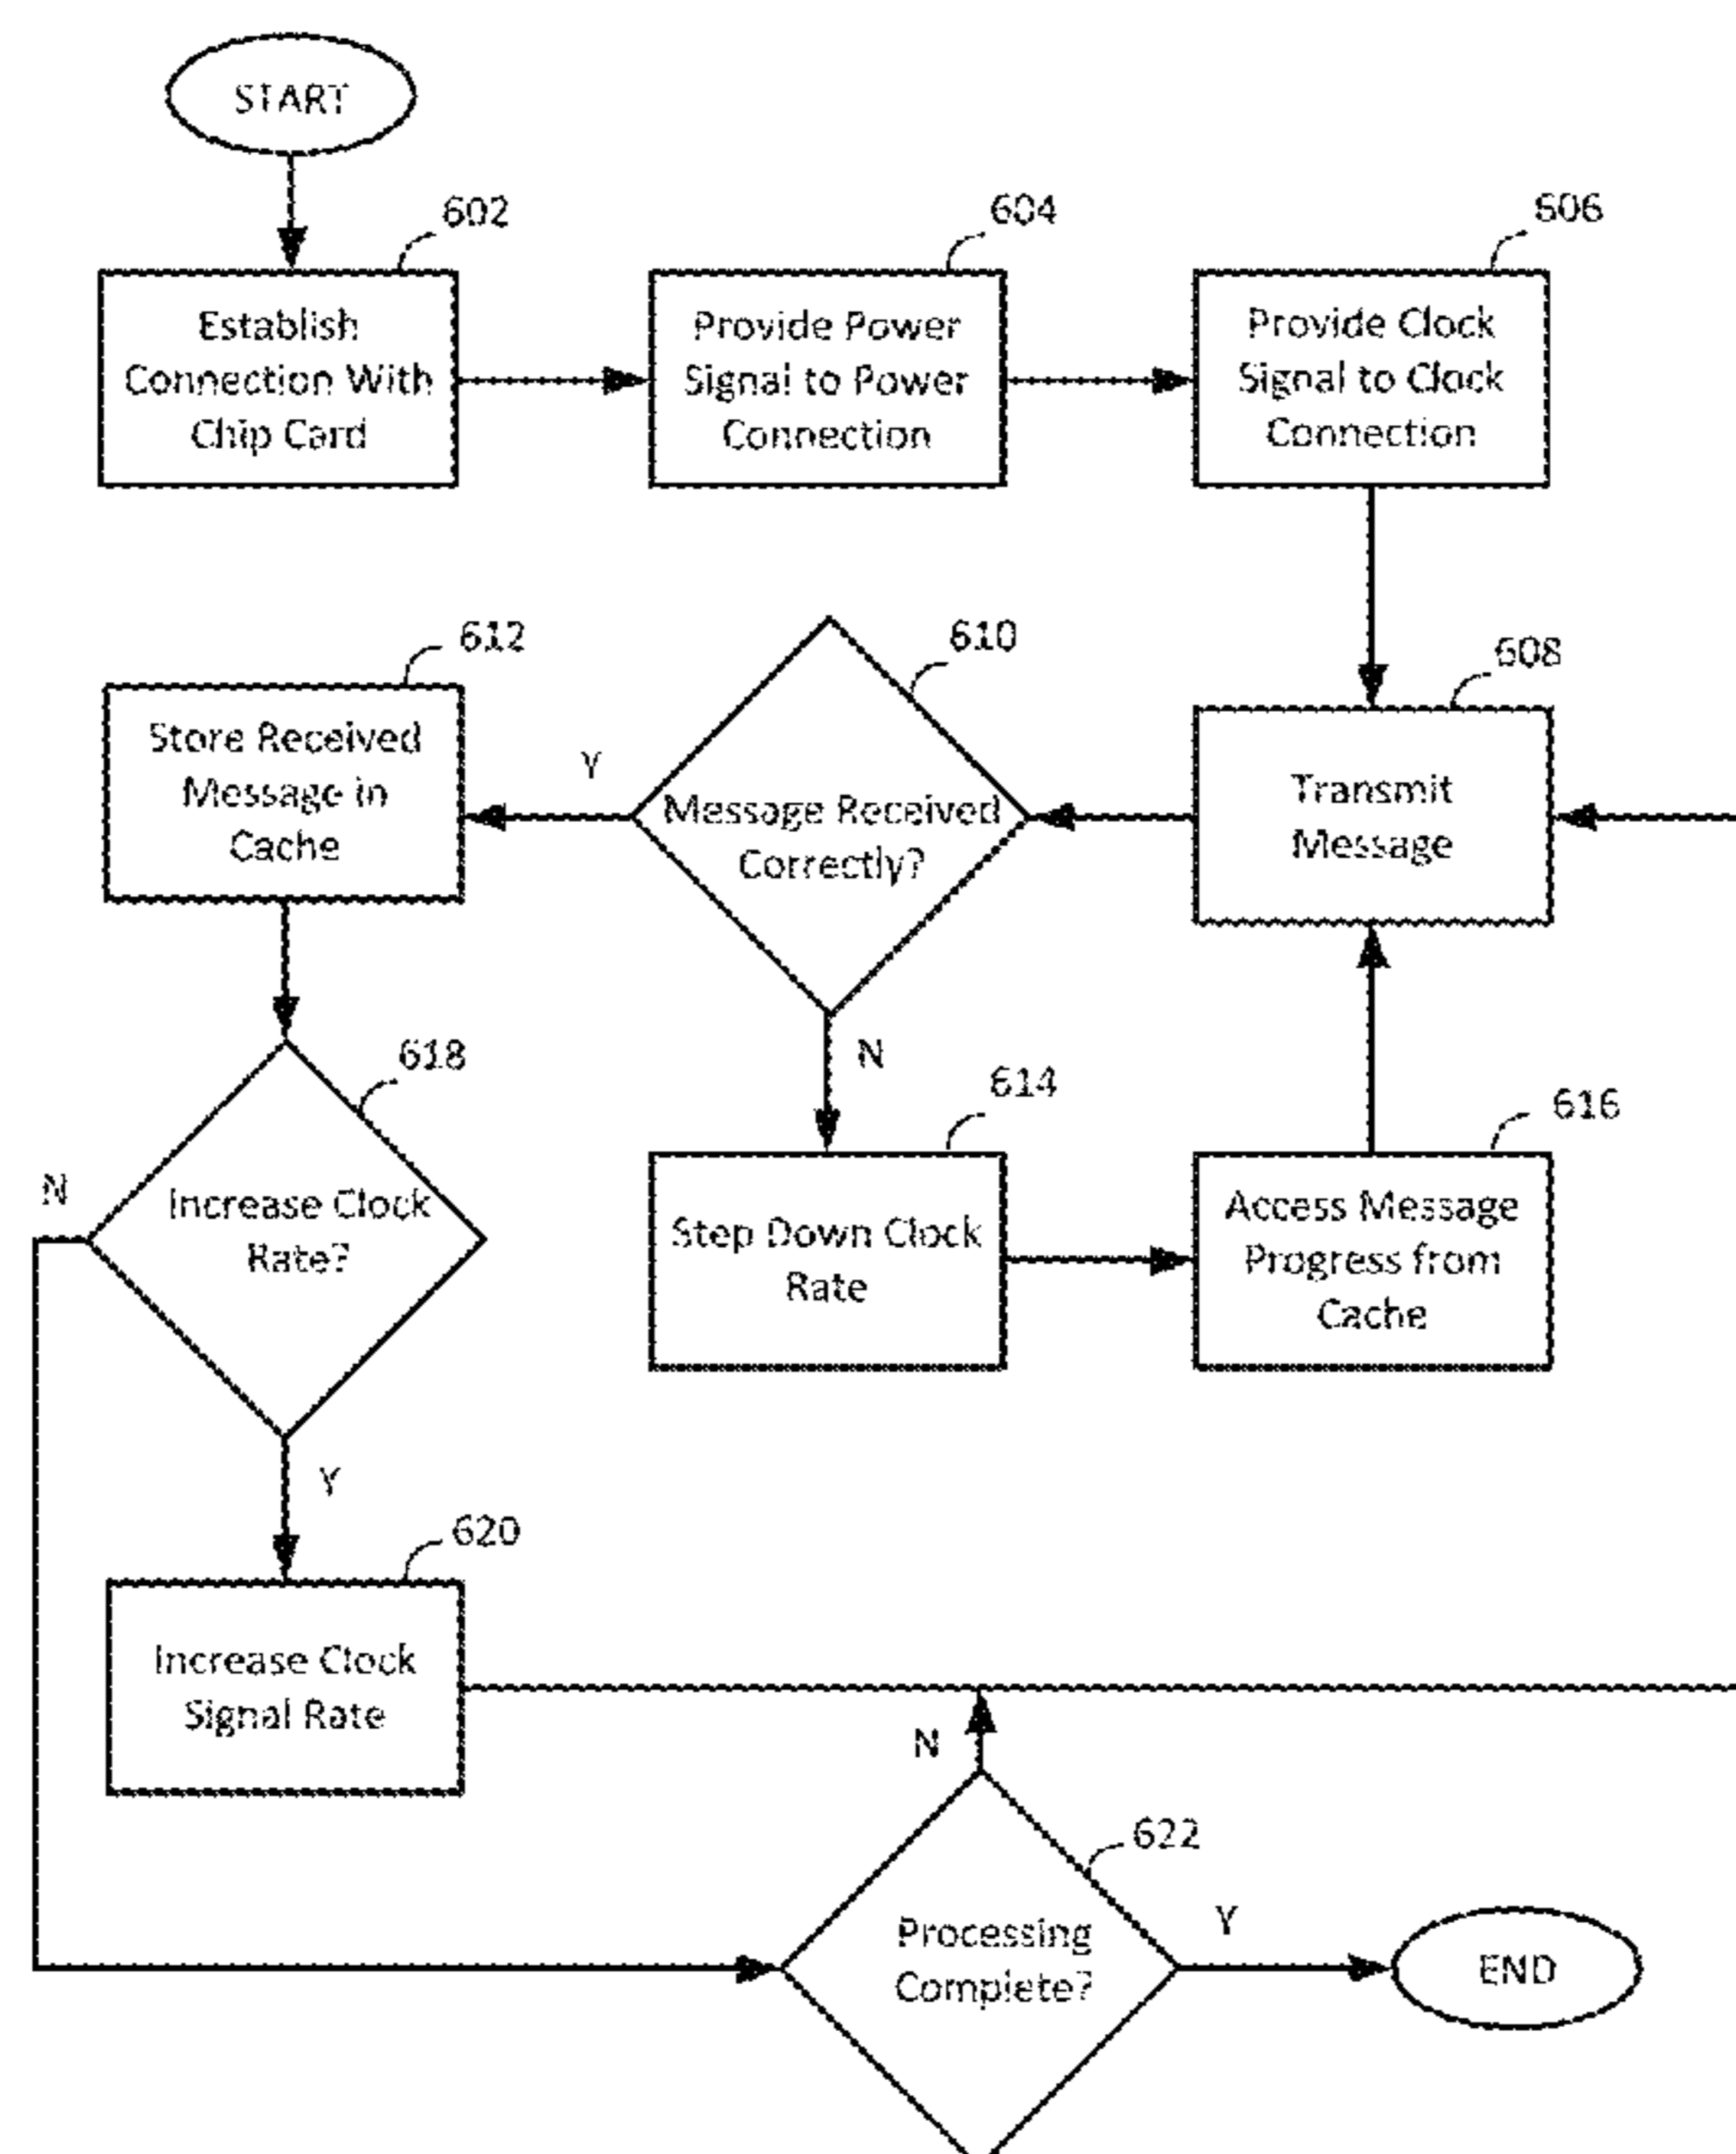 START
602
Establish
Connection With
Chip Card
604
Provide Power
Signal to Power
Connection
606
Provide Clock
Signal to Clock
Connection
608
Transmit
Message
610
Message Received
Correctly?
Y
N
612
Store Received
Message in
Cache
614
Step Down Clock
Rate
616
Access Message
Progress from
Cache
618
Increase Clock
Rate?
N
Y
620
Increase Clock
Signal Rate
N
622
Processing
Complete?
Y
END